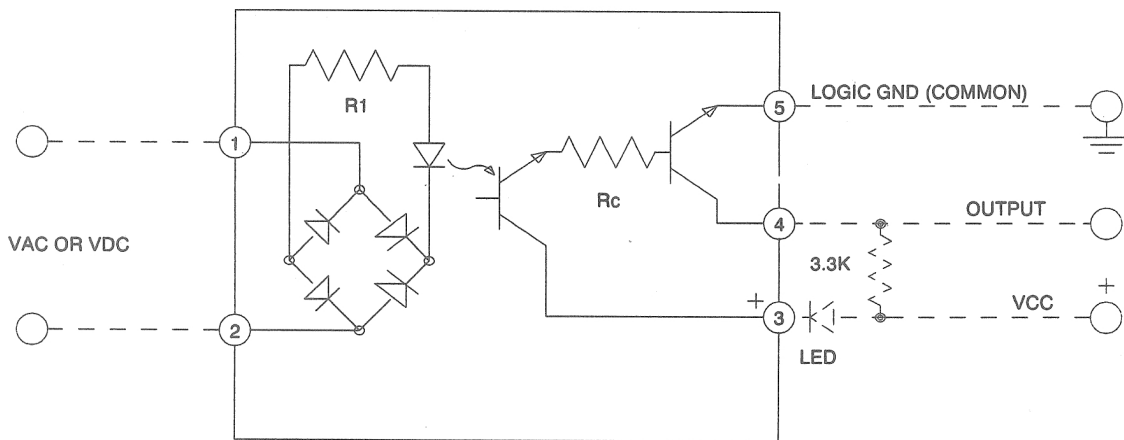 R1
5
LOGIC GND (COMMON)
1
Rc
4
OUTPUT
VAC OR VDC
3.3K
+
+
3
VCC
2
LED